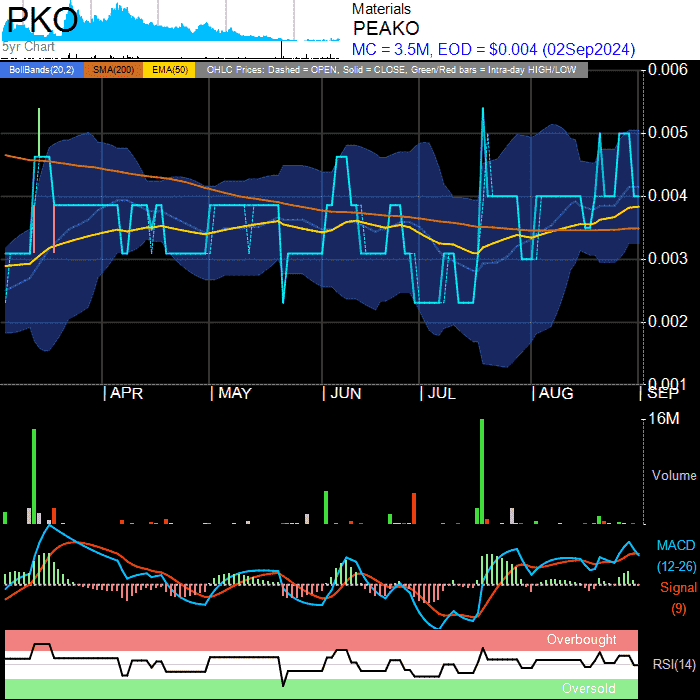 PKO
5yr Chart
Materials
PEAKO
MC = 3.5M, EOD = $0.004 (02Sep2024)
BollBands(20,2) SMA(200) EMA(50) OHLC Prices: Dashed = OPEN, Solid = CLOSE, Green/Red bars = Intra-day HIGH/LOW
0.006
0.005
0.004
0.003
0.002
0.001
APR MAY JUN JUL AUG SEP
16M
Volume
MACD
(12-26)
Signal
(9)
Overbought
RSI(14)
Oversold